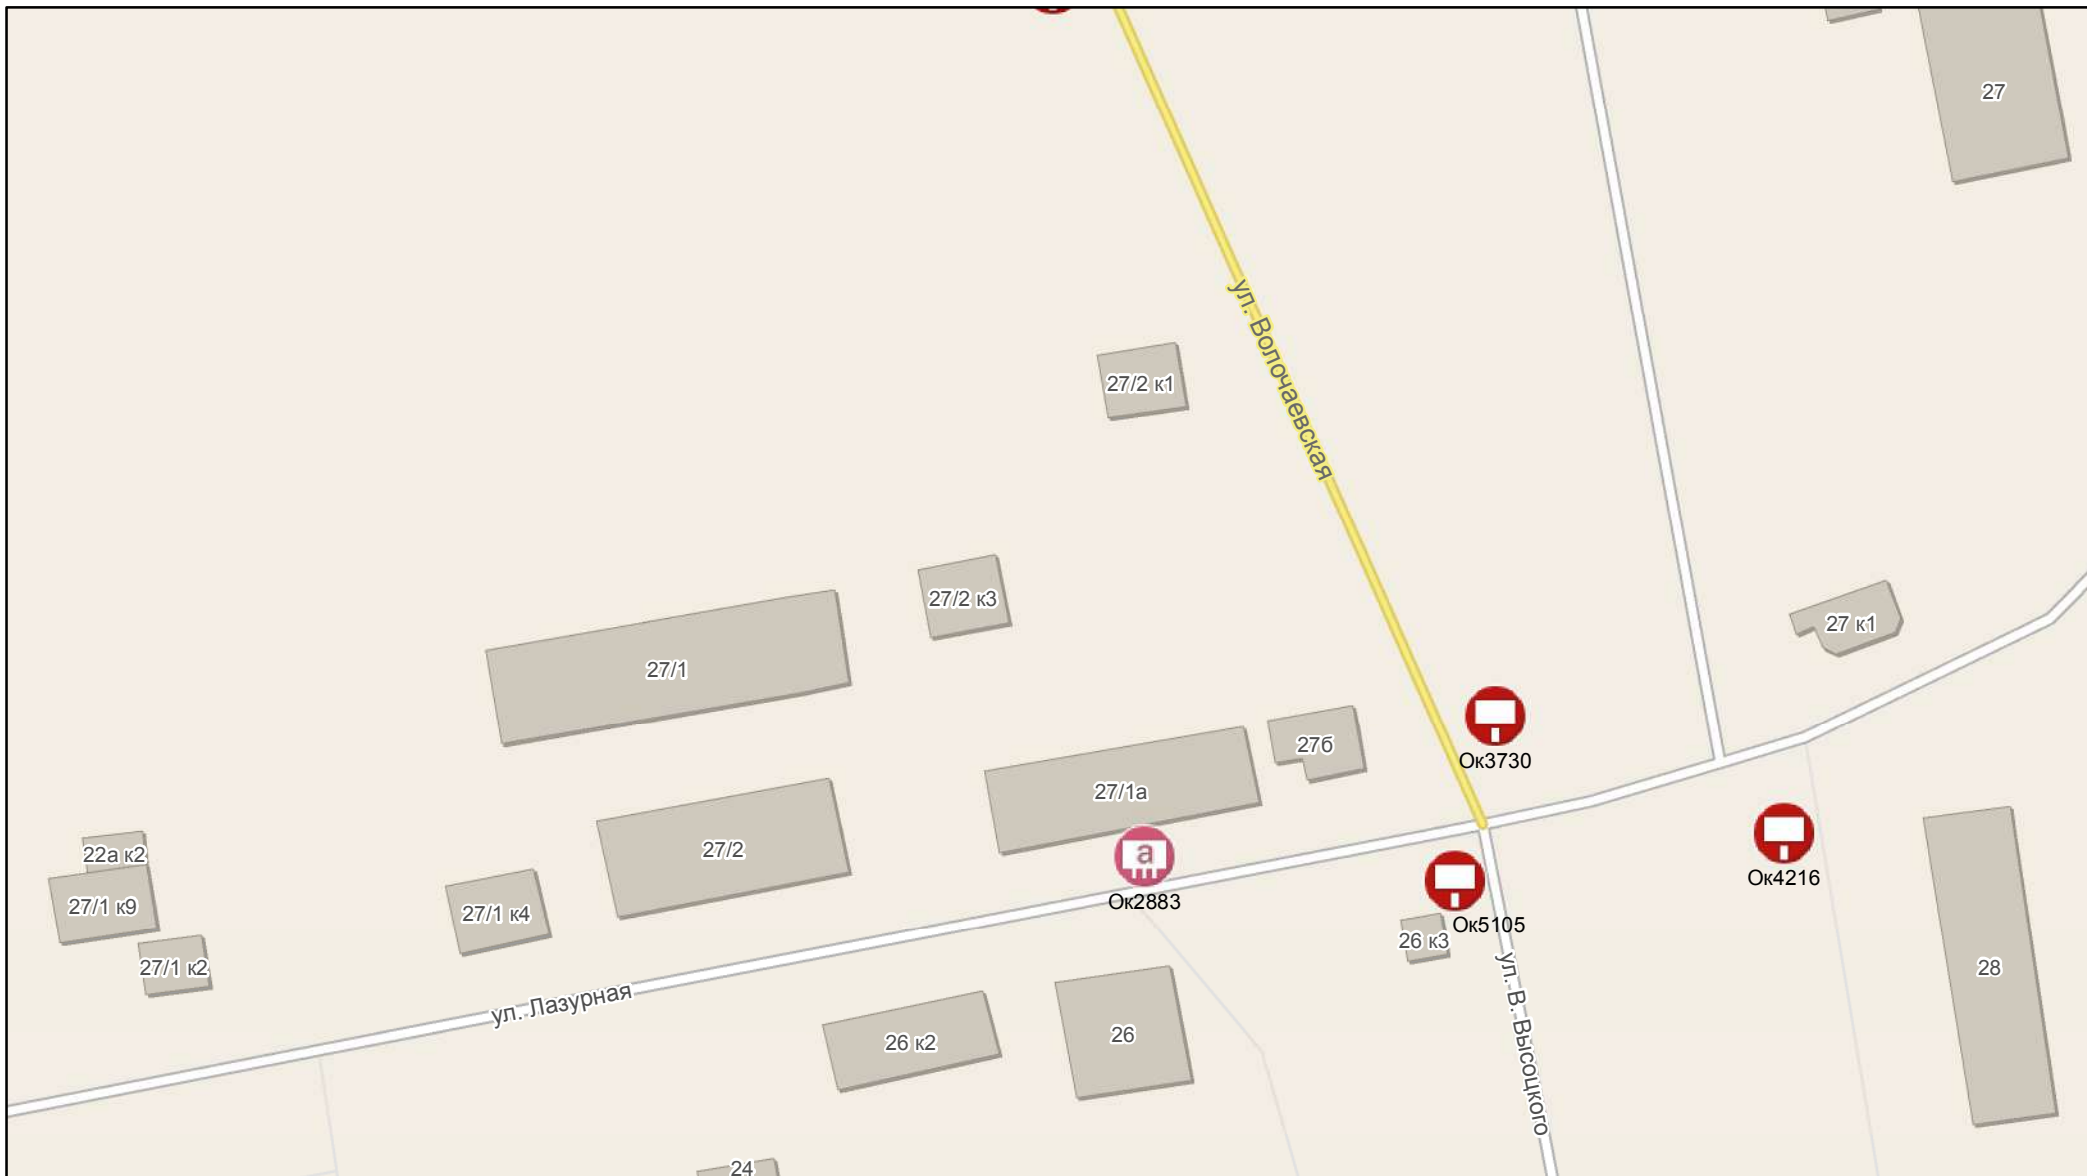 27
ул. Волочаевская
27/2 к1
27/2 к3
27 к1
27/1
27б
Ок3730
27/1а
27/2
22а к2
а
Ок4216
Ок2883
27/1 к9
27/1 к4
Ок5105
26 к3
27/1 к2
28
ул. Лазурная
26 к2
26
ул. В. Высоцкого
24